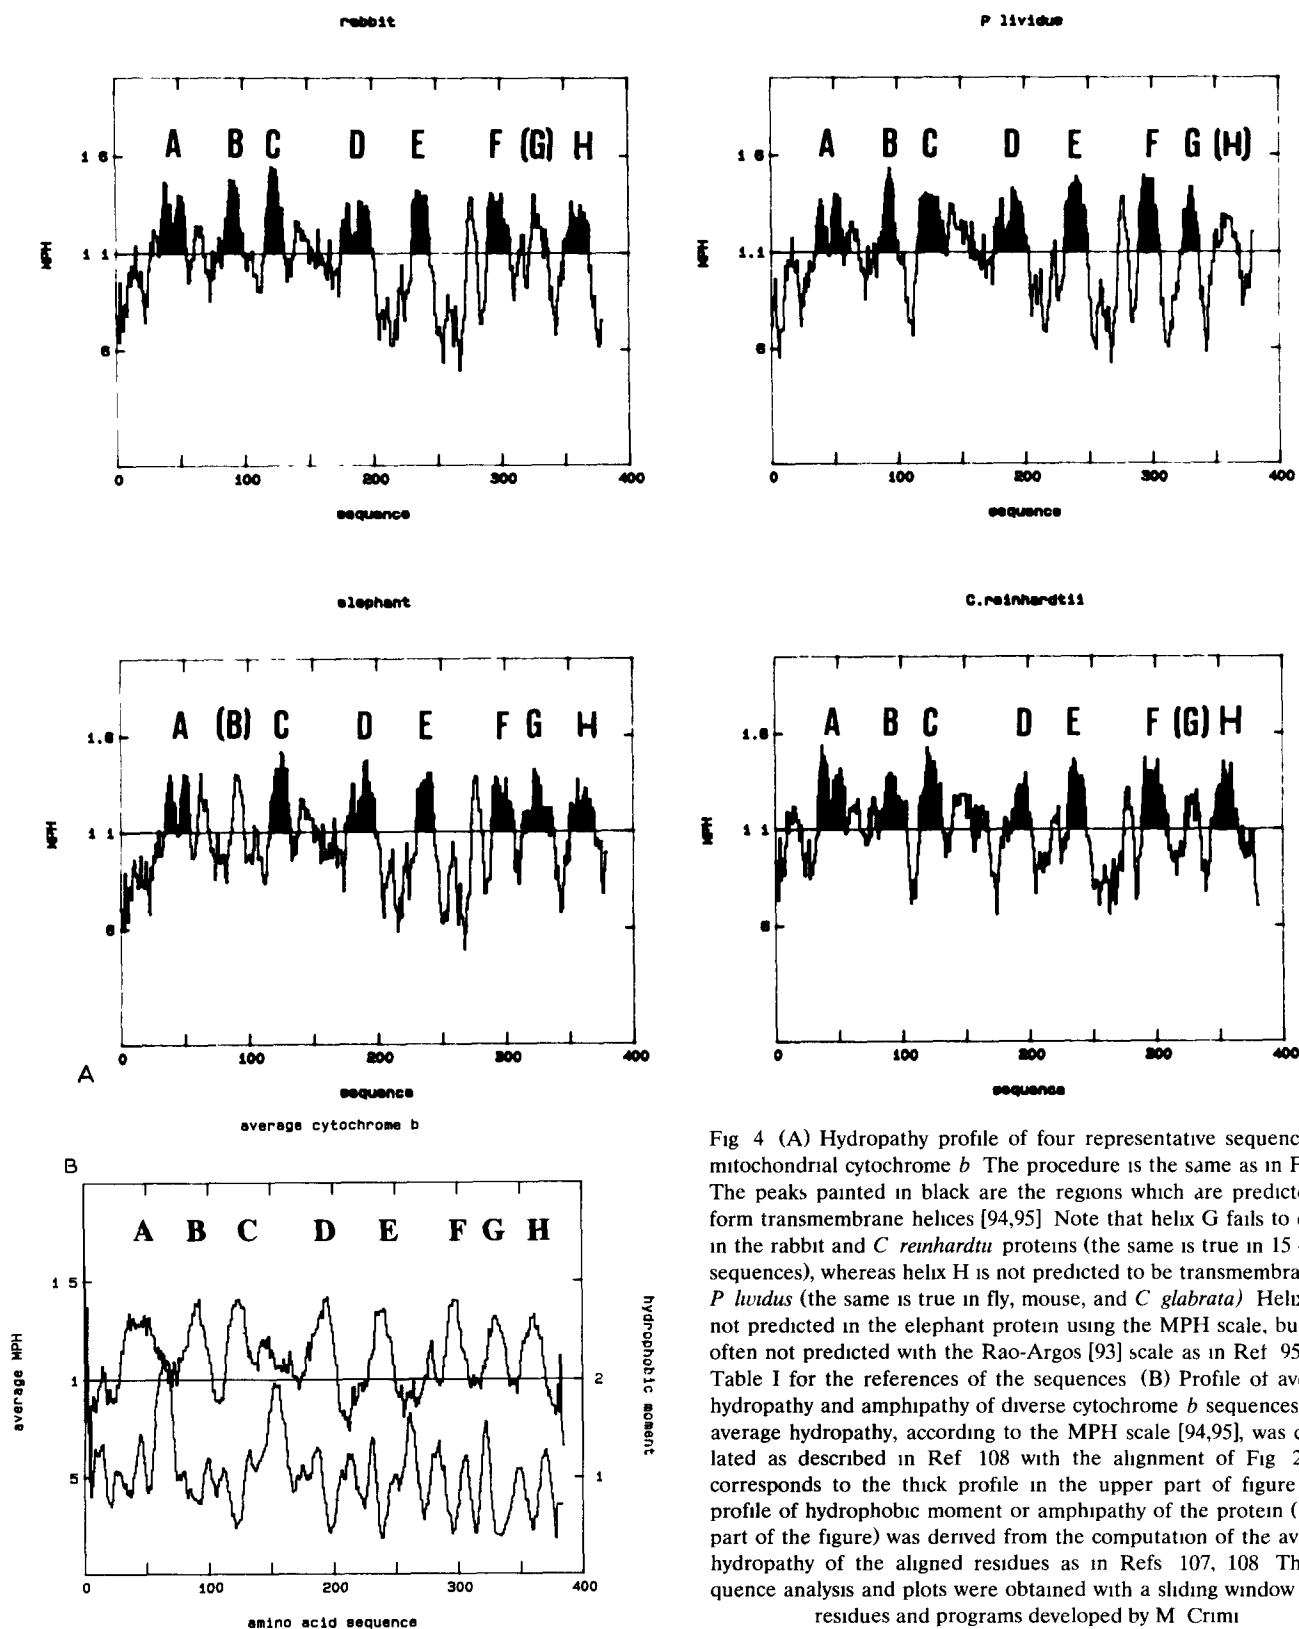 rabbit
A B C D E F (G) H
1 6
MPH
1 1
6
0 100 200 300 400
sequence
P lividus
A B C D E F G (H)
1 6
MPH
1.1
6
0 100 200 300 400
sequence
elephant
A (B) C D E F G H
1.6
MPH
1 1
6
0 100 200 300 400
A
sequence
C.reinhardtii
A B C D E F (G) H
1.6
MPH
1 1
6
0 100 200 300 400
sequence
average cytochrome b
B
A B C D E F G H
1 5
average MPH
1
5
2
hydrophobic moment
1
0 100 200 300 400
amino acid sequence
Fig 4 (A) Hydropathy profile of four representative sequenc
mitochondrial cytochrome b The procedure is the same as in F
The peaks painted in black are the regions which are predicte
form transmembrane helices [94,95] Note that helix G fails to
in the rabbit and C reinhardtii proteins (the same is true in 15
sequences), whereas helix H is not predicted to be transmembra
P lividus (the same is true in fly, mouse, and C glabrata) Helix
not predicted in the elephant protein using the MPH scale, bu
often not predicted with the Rao-Argos [93] scale as in Ref 95
Table I for the references of the sequences (B) Profile of av
hydropathy and amphipathy of diverse cytochrome b sequences
average hydropathy, according to the MPH scale [94,95], was c
lated as described in Ref 108 with the alignment of Fig 2
corresponds to the thick profile in the upper part of figure
profile of hydrophobic moment or amphipathy of the protein (
part of the figure) was derived from the computation of the av
hydropathy of the aligned residues as in Refs 107, 108 Th
quence analysis and plots were obtained with a sliding window
residues and programs developed by M Crimi